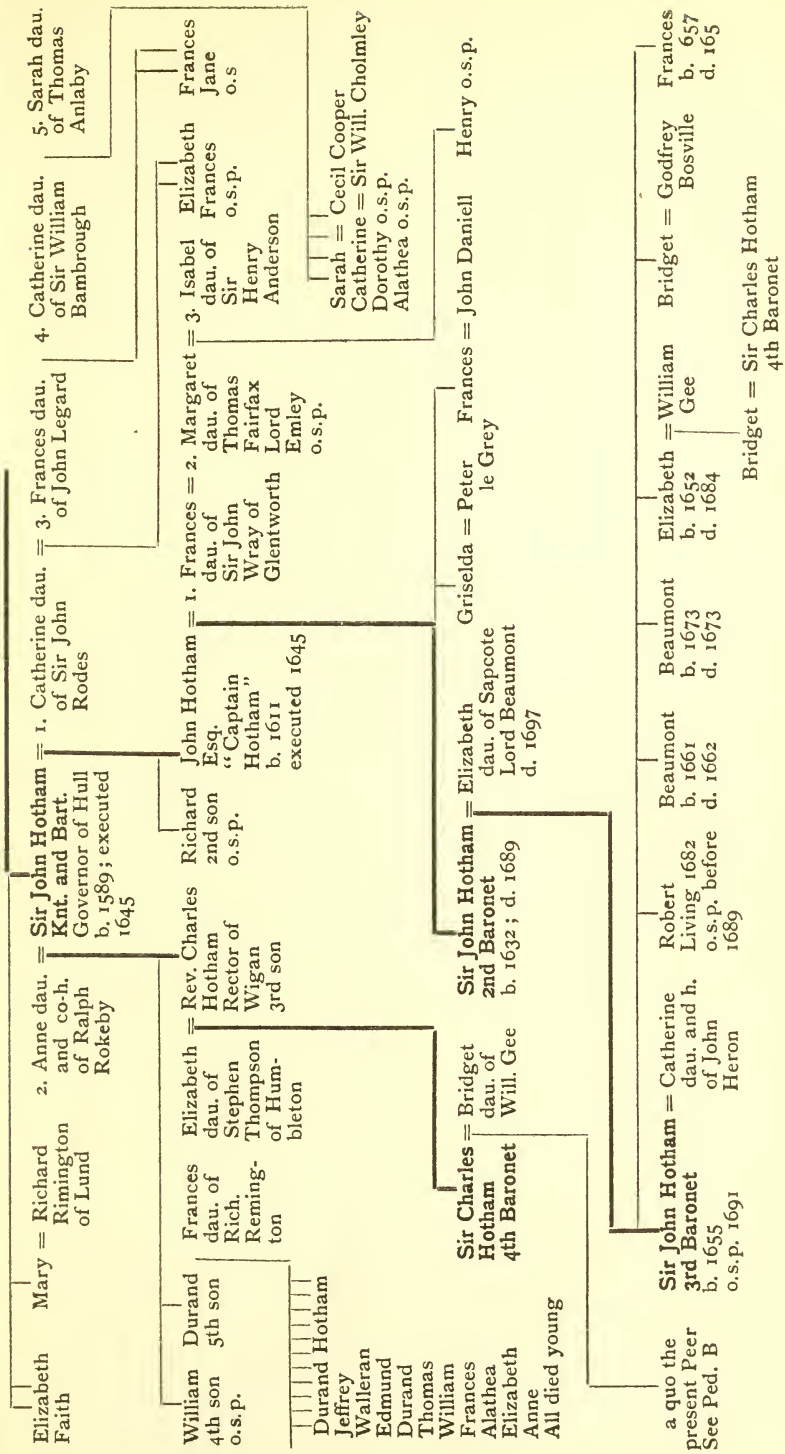 Elizabeth
Faith
Mary = Richard
Rimington
of Lund
2. Anne dau. =
and co-h.
of Ralph
Rokeby
Sir John Hotham =
Knt. and Bart.
Governor of Hull
b. 1589; executed
1645
1. Catherine dau. =
of Sir John
Rodes
3. Frances dau.
of John Legard
4. Catherine dau.
of Sir William
Bambrough
5. Sarah dau.
of Thomas
Anlaby
William
4th son
o.s.p.
Durand
5th son
Frances
dau. of
Rich.
Reming-
ton
Elizabeth =
dau. of
Stephen
Thompson
of Hum-
bleton
Rev. Charles
Hotham
Rector of
Wigan
3rd son
Richard
2nd son
o.s.p.
John Hotham =
Esq.
"Captain
Hotham"
b. 1611
executed 1645
1. Frances =
dau. of
Sir John
Wray of
Glentworth
2. Margaret =
dau. of
Thomas
Fairfax
Lord
Emley
o.s.p.
3. Isabel
dau. of
Sir
Henry
Anderson
Elizabeth
Frances
o.s.p.
Frances
Jane
o.s
Durand Hotham
Jeffrey
Walleran
Edmund
Durand
Thomas
William
Frances
Alathea
Elizabeth
Anne
All died young
Sarah = Cecil Cooper
Catherine = Sir Will. Cholmley
Dorothy o.s.p.
Alathea o.s.p.
Sir Charles =
Hotham
4th Baronet
Bridget
dau. of
Will. Gee
Sir John Hotham =
2nd Baronet
b. 1632; d. 1689
Elizabeth
dau. of Sapcote
Lord Beaumont
d. 1697
Griselda = Peter
le Grey
Frances = John Daniell
Henry o.s.p.
a quo the
present Peer
See Ped. B
Sir John Hotham =
3rd Baronet
b. 1655
o.s.p. 1691
Catherine
dau. and h.
of John
Heron
Robert
Living 1682
o.s.p. before
1689
Beaumont
b. 1661
d. 1662
Beaumont
b. 1673
d. 1673
Elizabeth =
b. 1652
d. 1684
William
Gee
Bridget = Godfrey
Bosville
Frances
b. 657
d. 165
Bridget = Sir Charles Hotham
4th Baronet